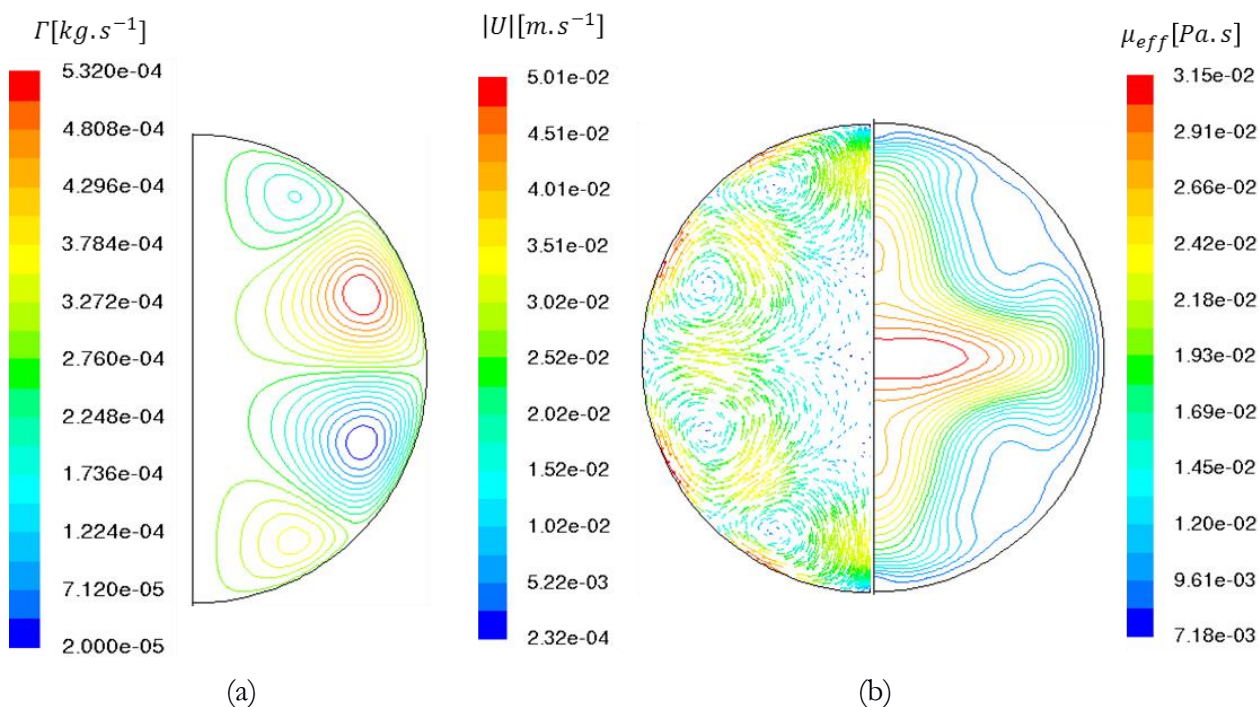 Γ[kg.s⁻¹]
5.320e-04
4.808e-04
4.296e-04
3.784e-04
3.272e-04
2.760e-04
2.248e-04
1.736e-04
1.224e-04
7.120e-05
2.000e-05
(a)
|U|[m.s⁻¹]
5.01e-02
4.51e-02
4.01e-02
3.51e-02
3.02e-02
2.52e-02
2.02e-02
1.52e-02
1.02e-02
5.22e-03
2.32e-04
(b)
μ_eff[Pa.s]
3.15e-02
2.91e-02
2.66e-02
2.42e-02
2.18e-02
1.93e-02
1.69e-02
1.45e-02
1.20e-02
9.61e-03
7.18e-03